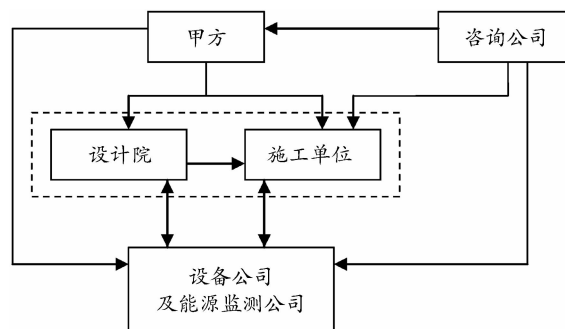 甲方
咨询公司
设计院
施工单位
设备公司
及能源监测公司